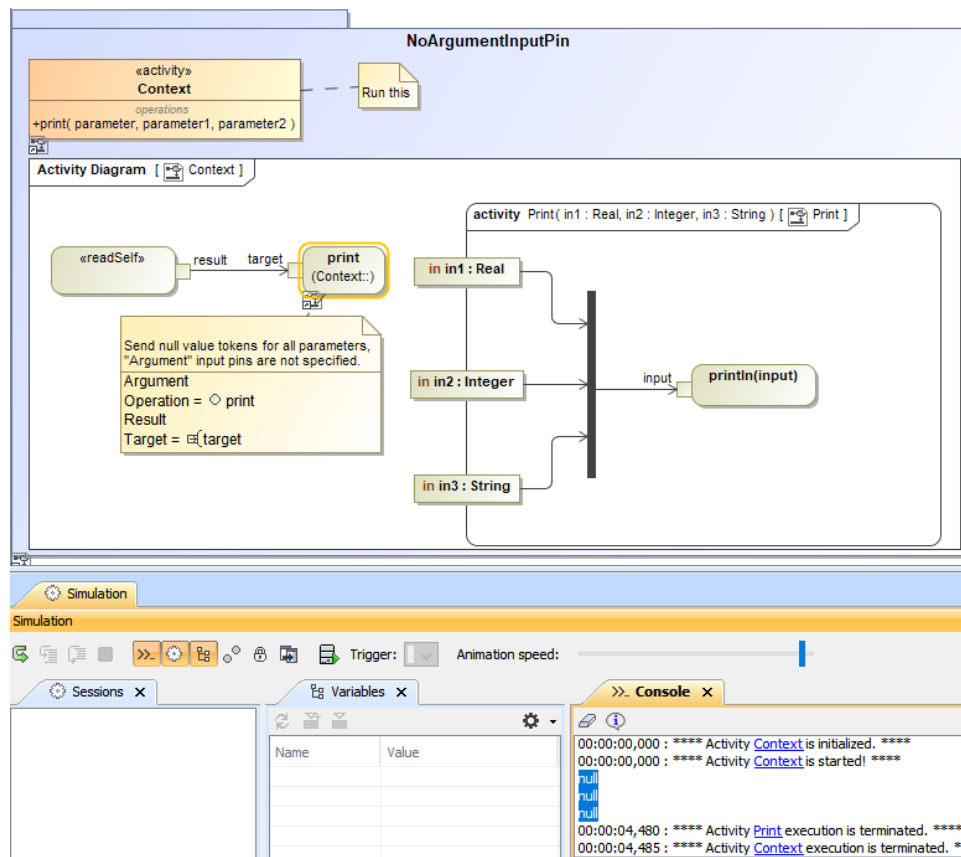 NoArgumentInputPin
«activity»
Context
operations
+print( parameter, parameter1, parameter2 )
Run this
Activity Diagram [ Context ]
activity Print( in1 : Real, in2 : Integer, in3 : String ) [ Print ]
«readSelf»
result
target
print
(Context::)
in in1 : Real
Send null value tokens for all parameters,
"Argument" input pins are not specified.
Argument
Operation = print
Result
Target = target
in in2 : Integer
input
println(input)
in in3 : String
Simulation
Simulation
Trigger:
Animation speed:
Sessions
Variables
Console
Name
Value
00:00:00,000 : **** Activity Context is initialized. ****
00:00:00,000 : **** Activity Context is started! ****
null
null
null
00:00:04,480 : **** Activity Print execution is terminated. ****
00:00:04,485 : **** Activity Context execution is terminated. *